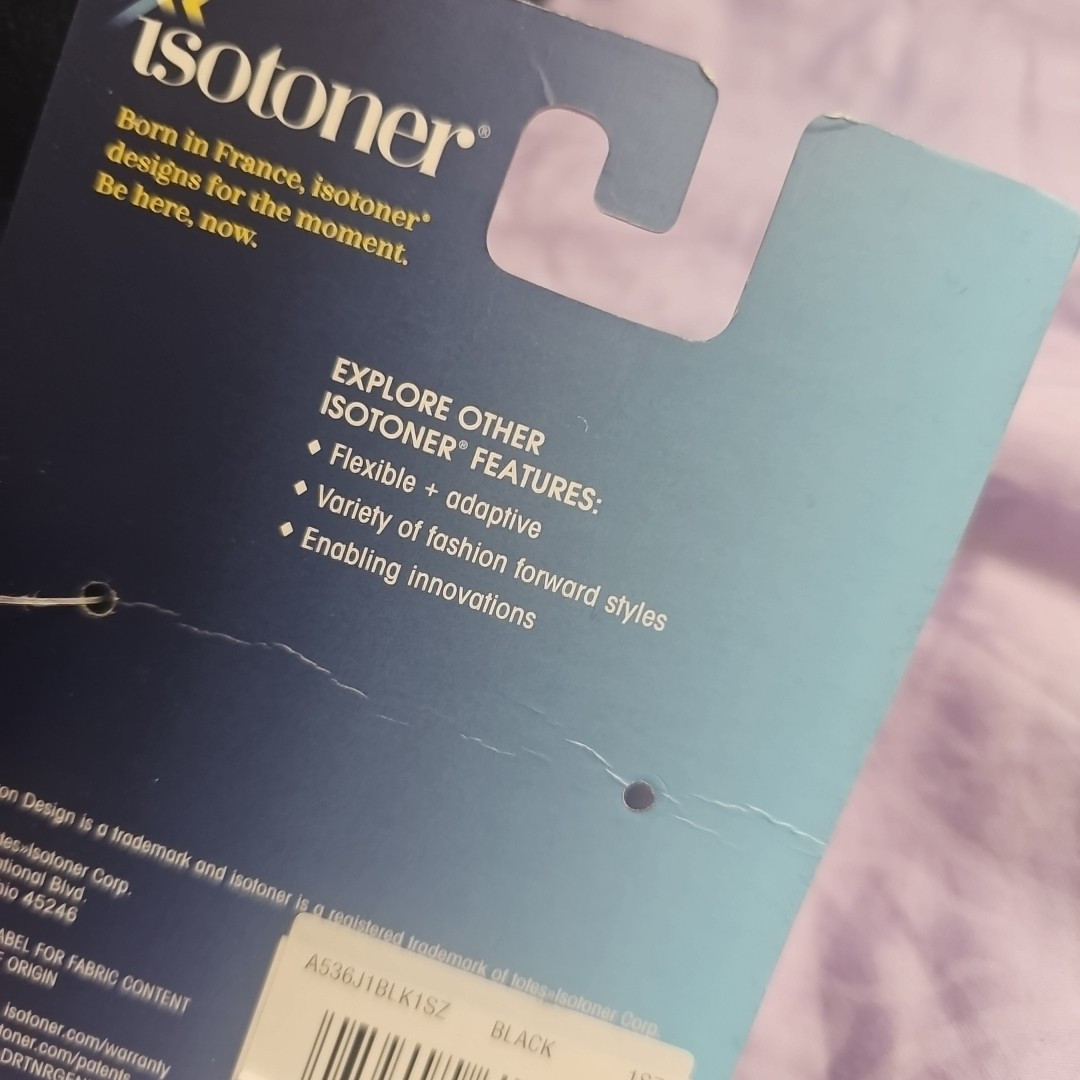 isotoner®
Born in France, isotoner®
designs for the moment.
Be here, now.
EXPLORE OTHER
ISOTONER® FEATURES:
♦ Flexible + adaptive
♦ Variety of fashion forward styles
♦ Enabling innovations
on Design is a trademark and isotoner is a registered trademark of totes»Isotoner Corp.
tes»Isotoner Corp.
ational Blvd.
hio 45246
ABEL FOR FABRIC CONTENT
F ORIGIN
isotoner.com/warranty
toner.com/patents
A536J1BLK1SZ BLACK